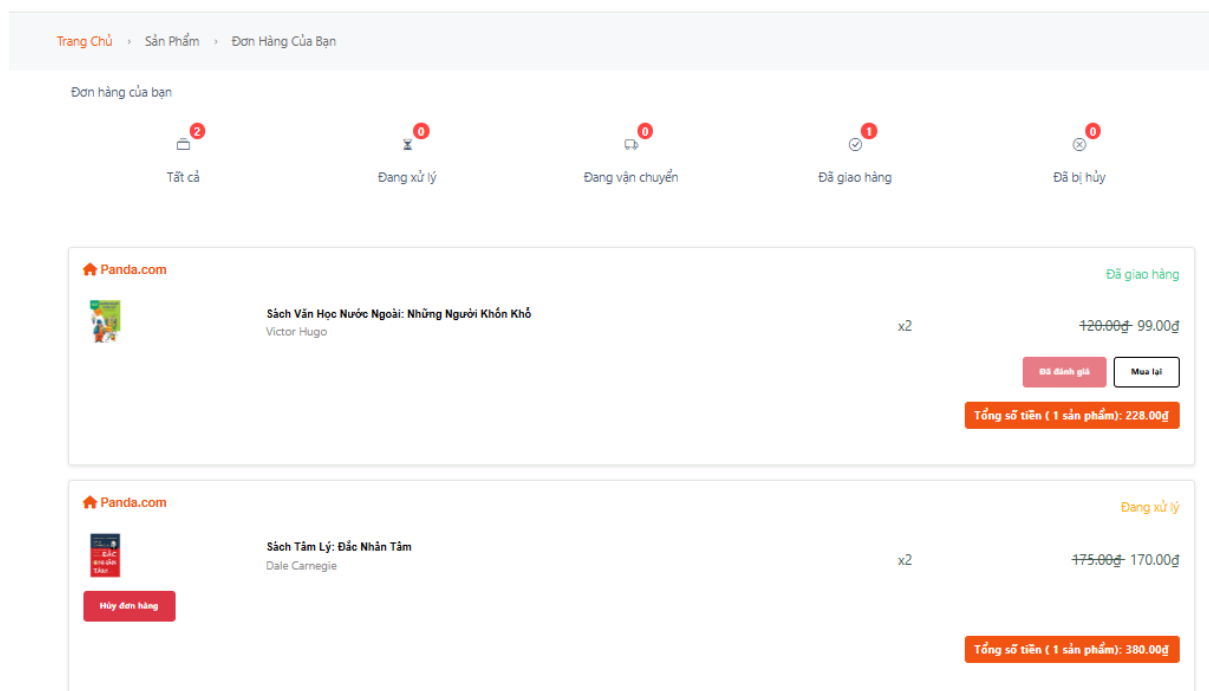 Trang Chủ › Sản Phẩm › Đơn Hàng Của Bạn
Đơn hàng của bạn
2 0 0 1 0
Tất cả Đang xử lý Đang vận chuyển Đã giao hàng Đã bị hủy
Panda.com
Đã giao hàng
Sách Văn Học Nước Ngoài: Những Người Khốn Khổ
Victor Hugo
x2
120.00₫ 99.00₫
Đã đánh giá Mua lại
Tổng số tiền ( 1 sản phẩm): 228.00₫
Panda.com
Đang xử lý
Sách Tâm Lý: Đắc Nhân Tâm
Dale Carnegie
x2
175.00₫ 170.00₫
ĐẮC
NHÂN
TÂM
Hủy đơn hàng
Tổng số tiền ( 1 sản phẩm): 380.00₫